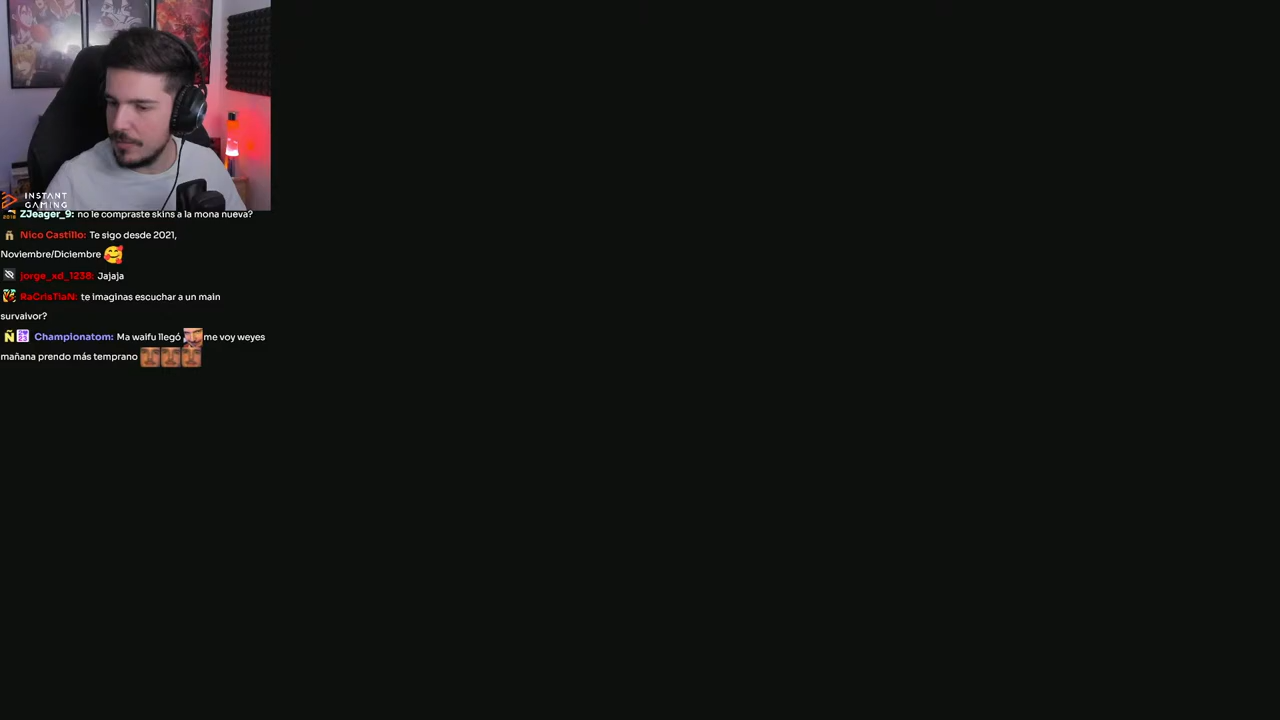 INSTANT
GAMING
ZJeager_9: no le compraste skins a la mona nueva?
Nico Castillo: Te sigo desde 2021,
Noviembre/Diciembre
jorge_xd_1238: Jajaja
RaCrisTiaN: te imaginas escuchar a un main
survaivor?
Ñ Championatom: Ma waifu llegó me voy weyes
mañana prendo más temprano